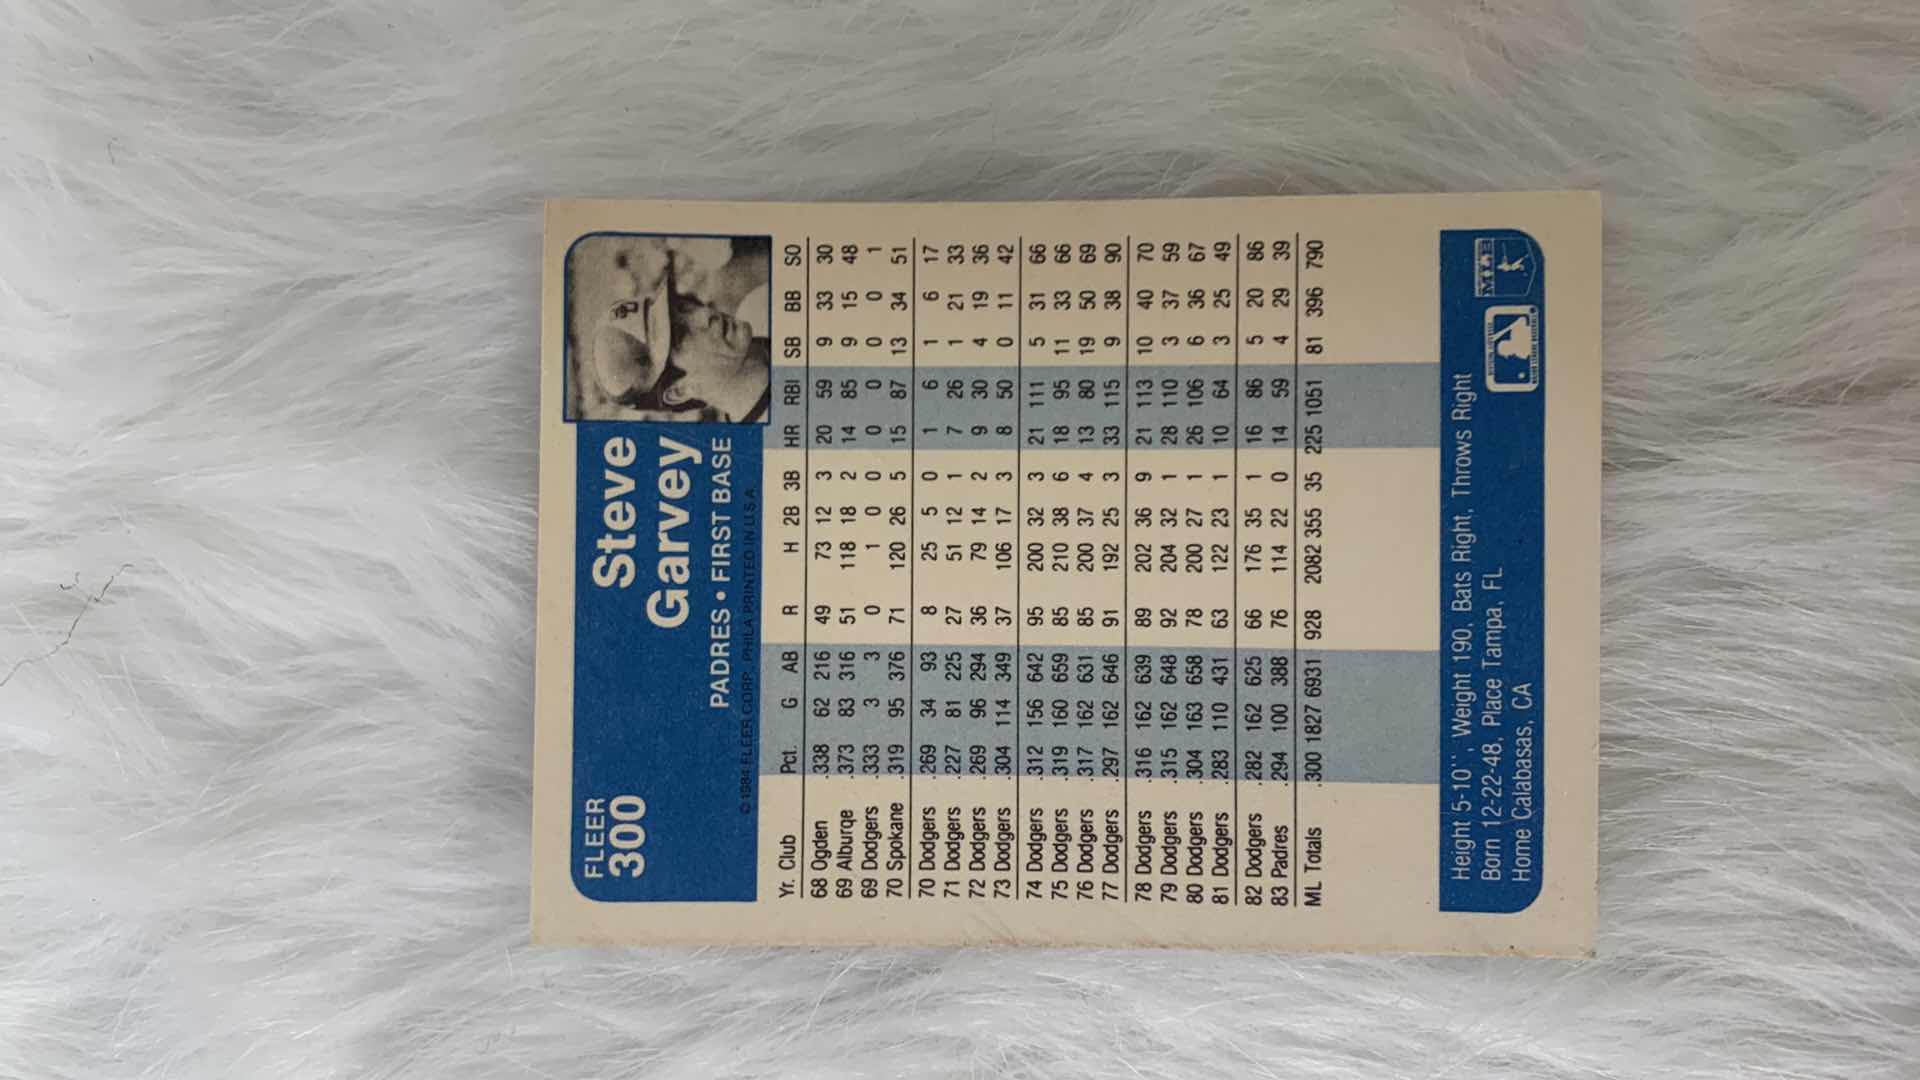 FLEER
300
Steve
Garvey
PADRES • FIRST BASE
© 1984 FLEER CORP., PHILA. PRINTED IN U.S.A.
Yr. Club Pct. G AB R H 2B 3B HR RBI SB BB SO
68 Ogden .338 62 216 49 73 12 3 20 59 9 33 30
69 Alburqe .373 83 316 51 118 18 2 14 85 9 15 48
69 Dodgers .333 3 3 0 1 0 0 0 0 0 0 1
70 Spokane .319 95 376 71 120 26 5 15 87 13 34 51
70 Dodgers .269 34 93 8 25 5 0 1 6 1 6 17
71 Dodgers .227 81 225 27 51 12 1 7 26 1 21 33
72 Dodgers .269 96 294 36 79 14 2 9 30 4 19 36
73 Dodgers .304 114 349 37 106 17 3 8 50 0 11 42
74 Dodgers .312 156 642 95 200 32 3 21 111 5 31 66
75 Dodgers .319 160 659 85 210 38 6 18 95 11 33 66
76 Dodgers .317 162 631 85 200 37 4 13 80 19 50 69
77 Dodgers .297 162 646 91 192 25 3 33 115 9 38 90
78 Dodgers .316 162 639 89 202 36 9 21 113 10 40 70
79 Dodgers .315 162 648 92 204 32 1 28 110 3 37 59
80 Dodgers .304 163 658 78 200 27 1 26 106 6 36 67
81 Dodgers .283 110 431 63 122 23 1 10 64 3 25 49
82 Dodgers .282 162 625 66 176 35 1 16 86 5 20 86
83 Padres .294 100 388 76 114 22 0 14 59 4 29 39
ML Totals .300 1827 6931 928 2082 355 35 225 1051 81 396 790
Height 5-10'', Weight 190, Bats Right, Throws Right
Born 12-22-48, Place Tampa, FL
Home Calabasas, CA